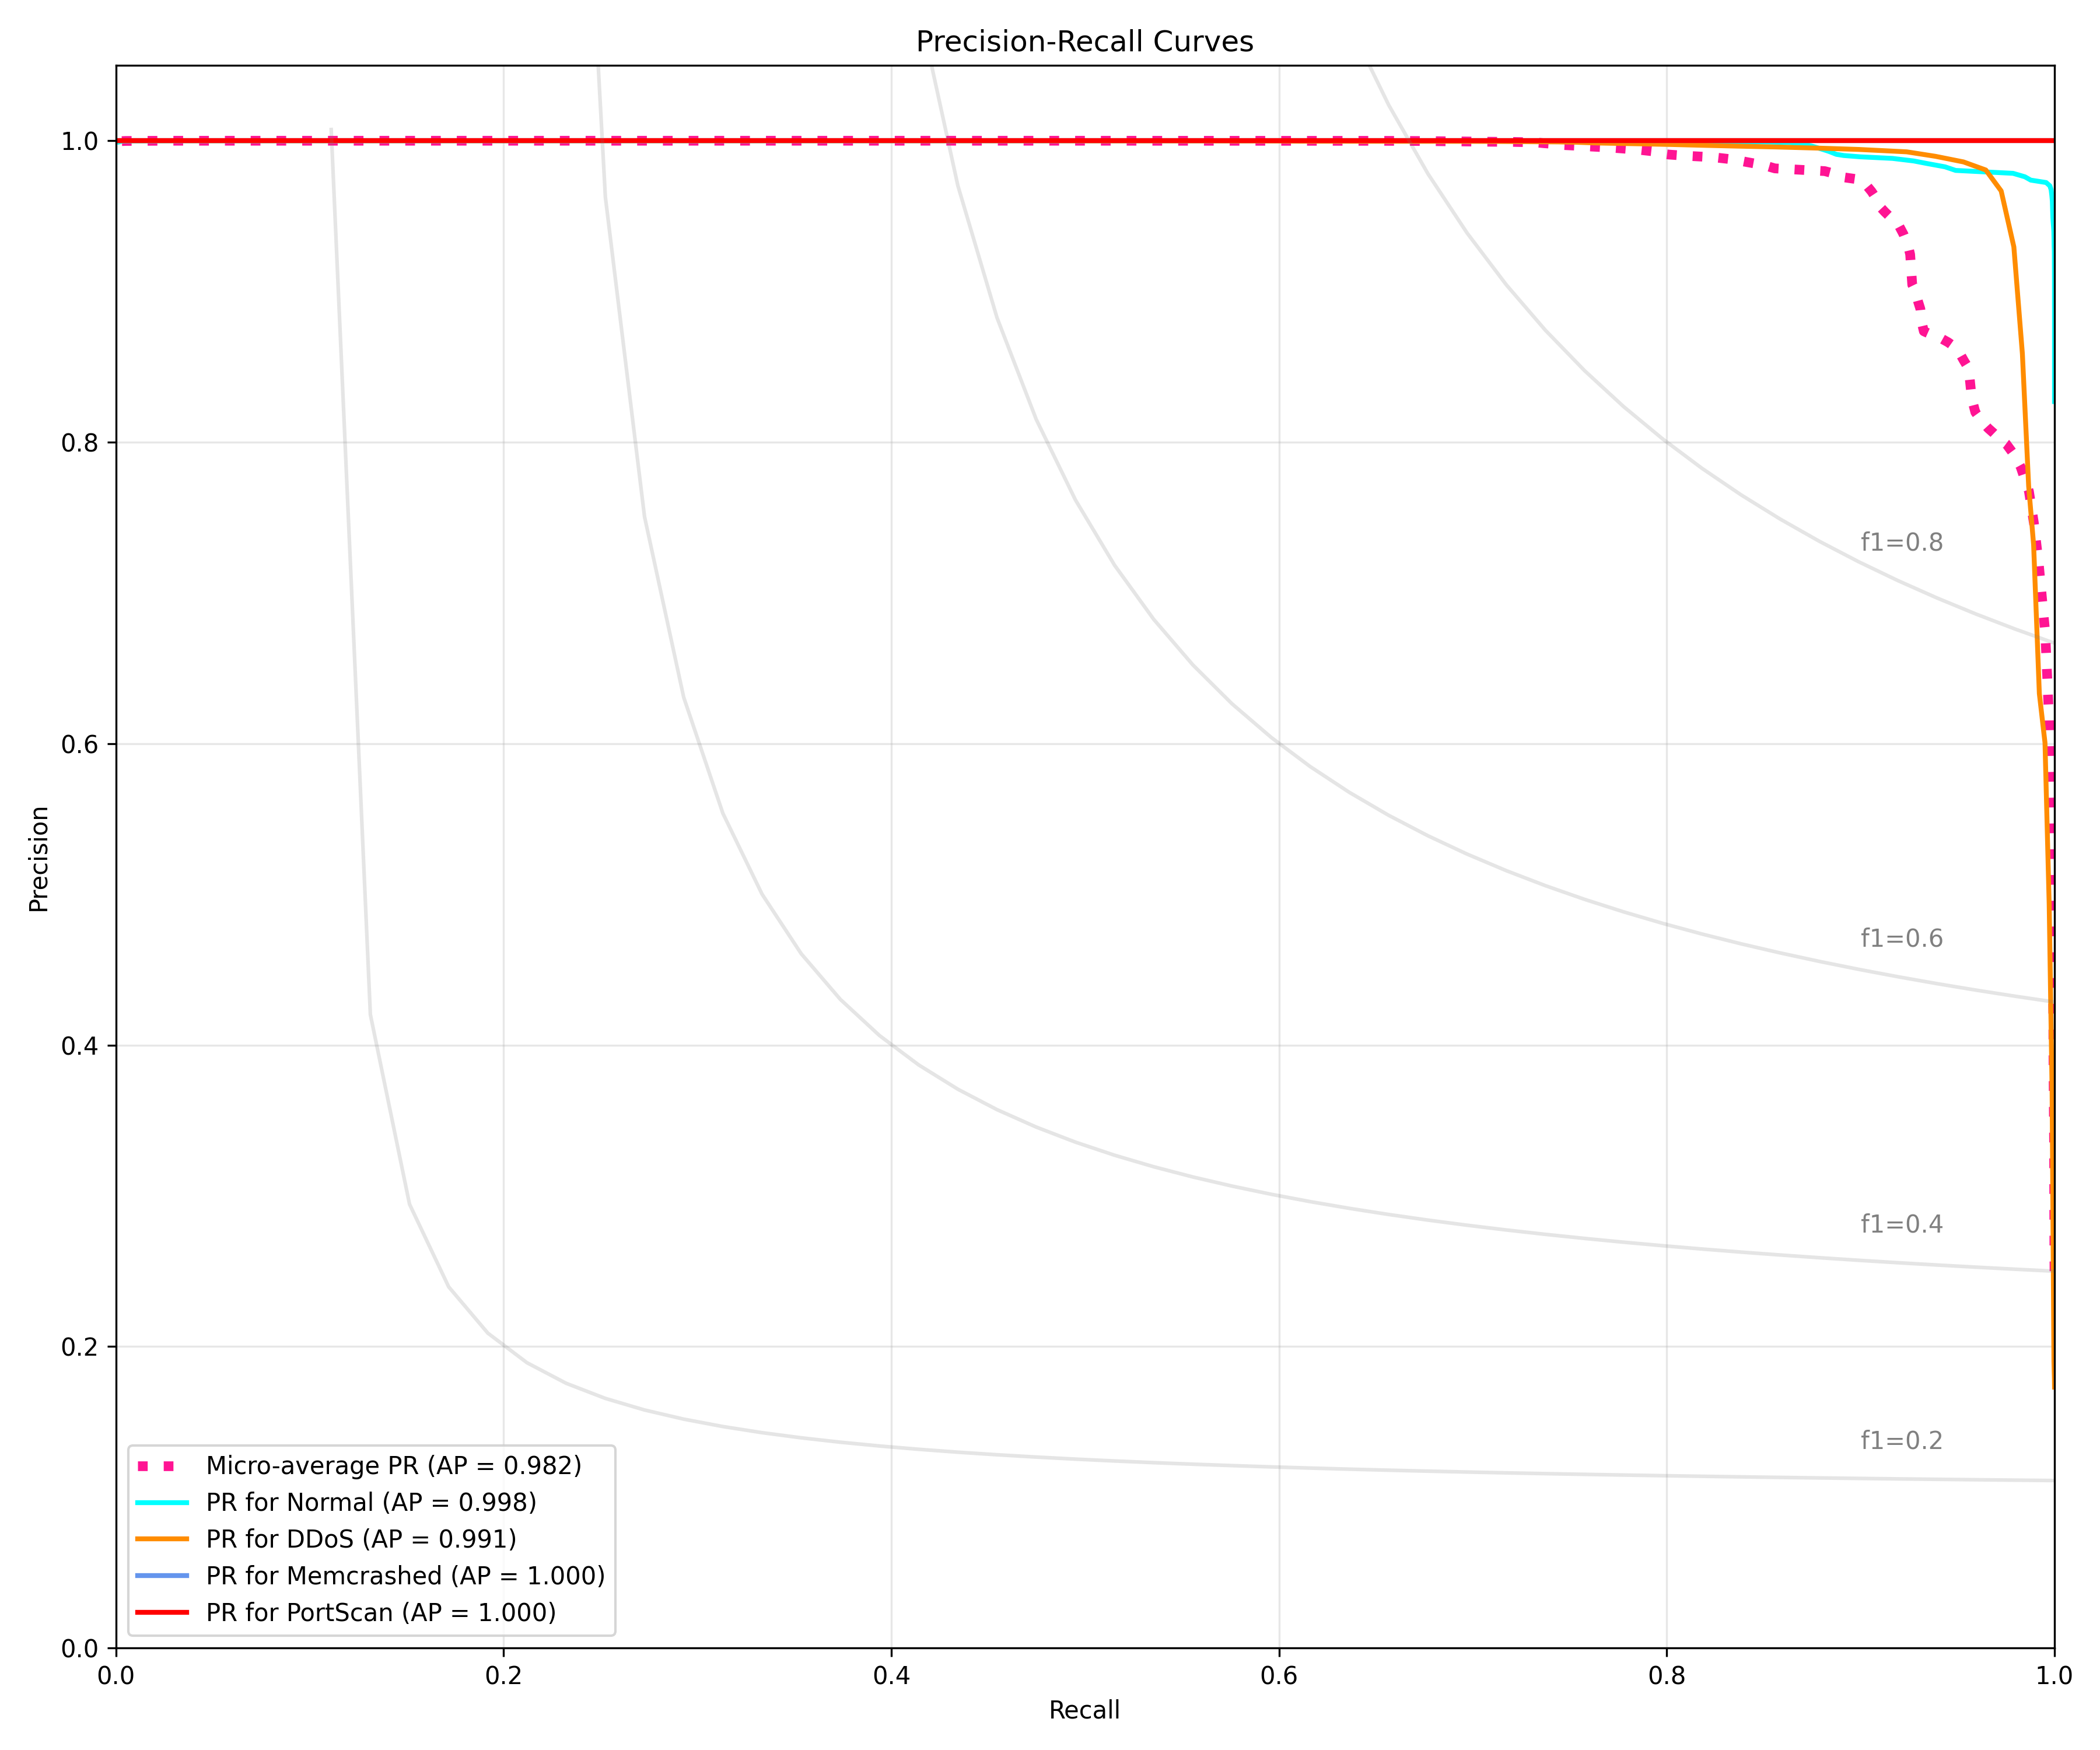 Precision-Recall Curves
1.0
0.8
0.6
0.4
0.2
0.0
Precision
f1=0.8
f1=0.6
f1=0.4
f1=0.2
Micro-average PR (AP = 0.982)
PR for Normal (AP = 0.998)
PR for DDoS (AP = 0.991)
PR for Memcrashed (AP = 1.000)
PR for PortScan (AP = 1.000)
0.0 0.2 0.4 0.6 0.8 1.0
Recall